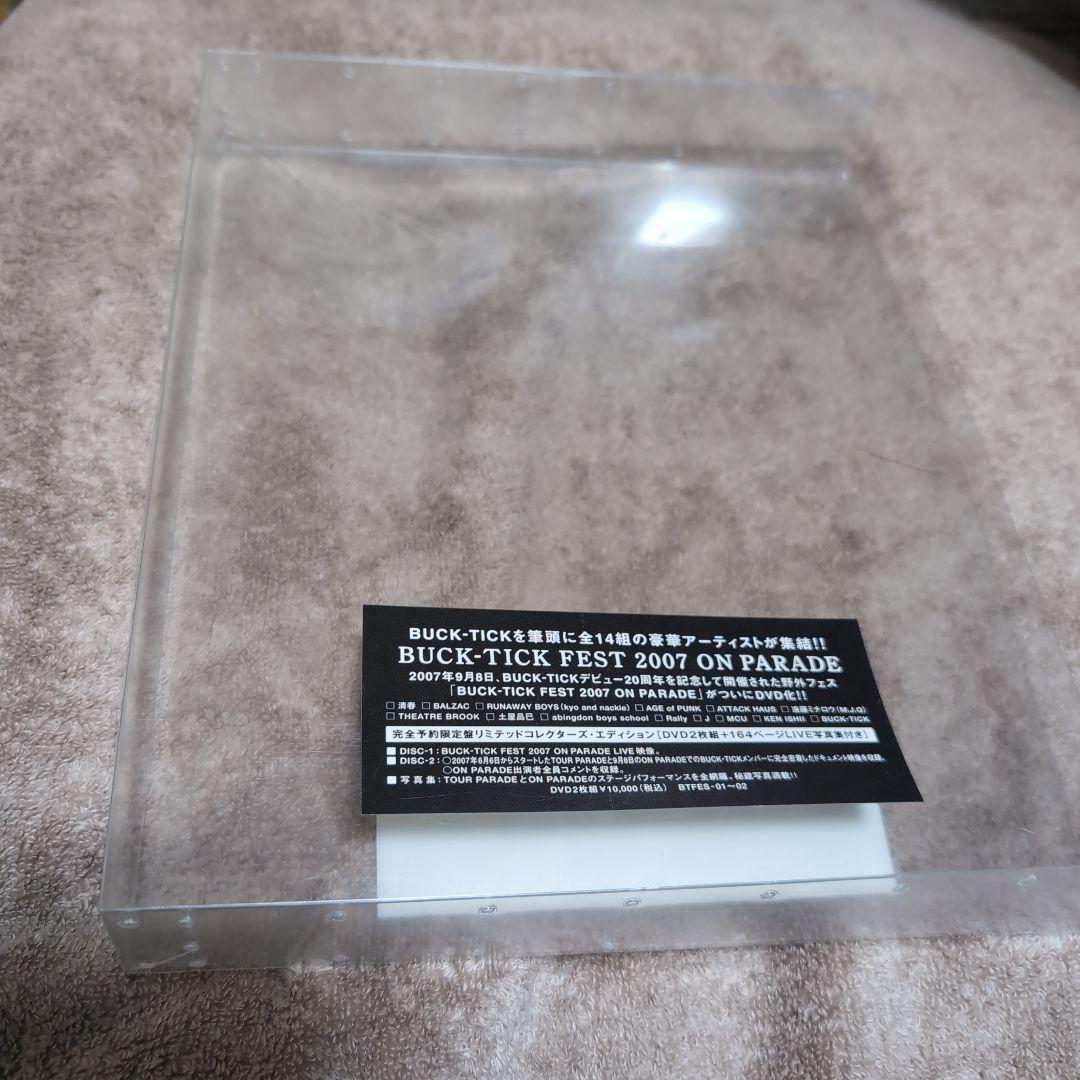 BUCK-TICKを筆頭に全14組の豪華アーティストが集結!!
BUCK-TICK FEST 2007 ON PARADE
2007年9月8日、BUCK-TICKデビュー20周年を記念して開催された野外フェス
「BUCK-TICK FEST 2007 ON PARADE」がついにDVD化!!
□ 清春 □ BALZAC □ RUNAWAY BOYS(kyo and nackie) □ AGE of PUNK □ ATTACK HAUS □ 遠藤ミチロウ(M.J.Q)
□ THEATRE BROOK □ 土屋昌巳 □ abingdon boys school □ Rally □ J □ MCU □ KEN ISHII □ BUCK-TICK
完全予約限定盤リミテッドコレクターズ・エディション[DVD2枚組+164ページLIVE写真集付き]
■ DISC-1:BUCK-TICK FEST 2007 ON PARADE LIVE映像。
■ DISC-2:○2007年6月6日からスタートしたTOUR PARADEと9月8日のON PARADEでのBUCK-TICKメンバーに完全密着したドキュメント映像を収録。
○ON PARADE出演者全員コメントを収録。
■ 写真集:TOUR PARADEとON PARADEのステージパフォーマンスを全網羅。秘蔵写真満載!!
DVD2枚組¥10,000(税込) BTFES-01〜02